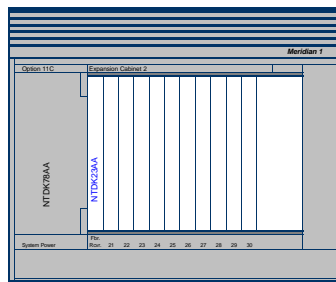 Meridian 1
Option 11C
Expansion Cabinet 2
NTDK78AA
NTDK23AA
Fbr.
System Power
Rcvr. 21 22 23 24 25 26 27 28 29 30